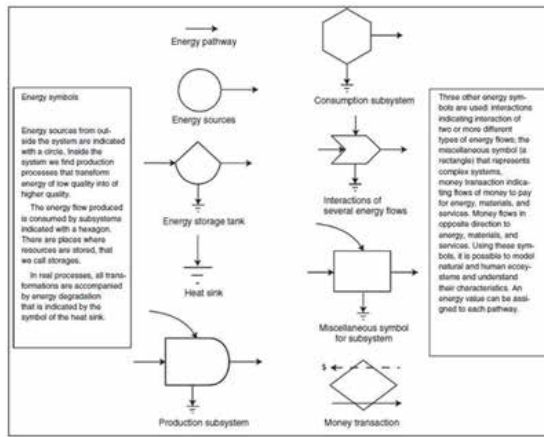 Energy symbols
Energy sources from out-
side the system are indicated
with a circle. Inside the
system we find production
processes that transform
energy of low quality into of
higher quality.
The energy flow produced
is consumed by subsystems
indicated with a hexagon.
There are places where
resources are stored, that
we call storages.
In real processes, all trans-
formations are accompanied
by energy degradation
that is indicated by the
symbol of the heat sink.
Energy pathway
Energy sources
Energy storage tank
Heat sink
Production subsystem
Consumption subsystem
Interactions of
several energy flows
Miscellaneous symbol
for subsystem
$
Money transaction
Three other energy sym-
bols are used: interactions
indicating interaction of
two or more different
types of energy flows; the
miscellaneous symbol (a
rectangle) that represents
complex systems,
money transaction indicat-
ing flows of money to pay
for energy, materials, and
services. Money flows in
opposite direction to
energy, materials, and
services. Using these sym-
bols, it is possible to model
natural and human ecosy-
stems and understand
their characteristics. An
energy value can be assi-
gned to each pathway.